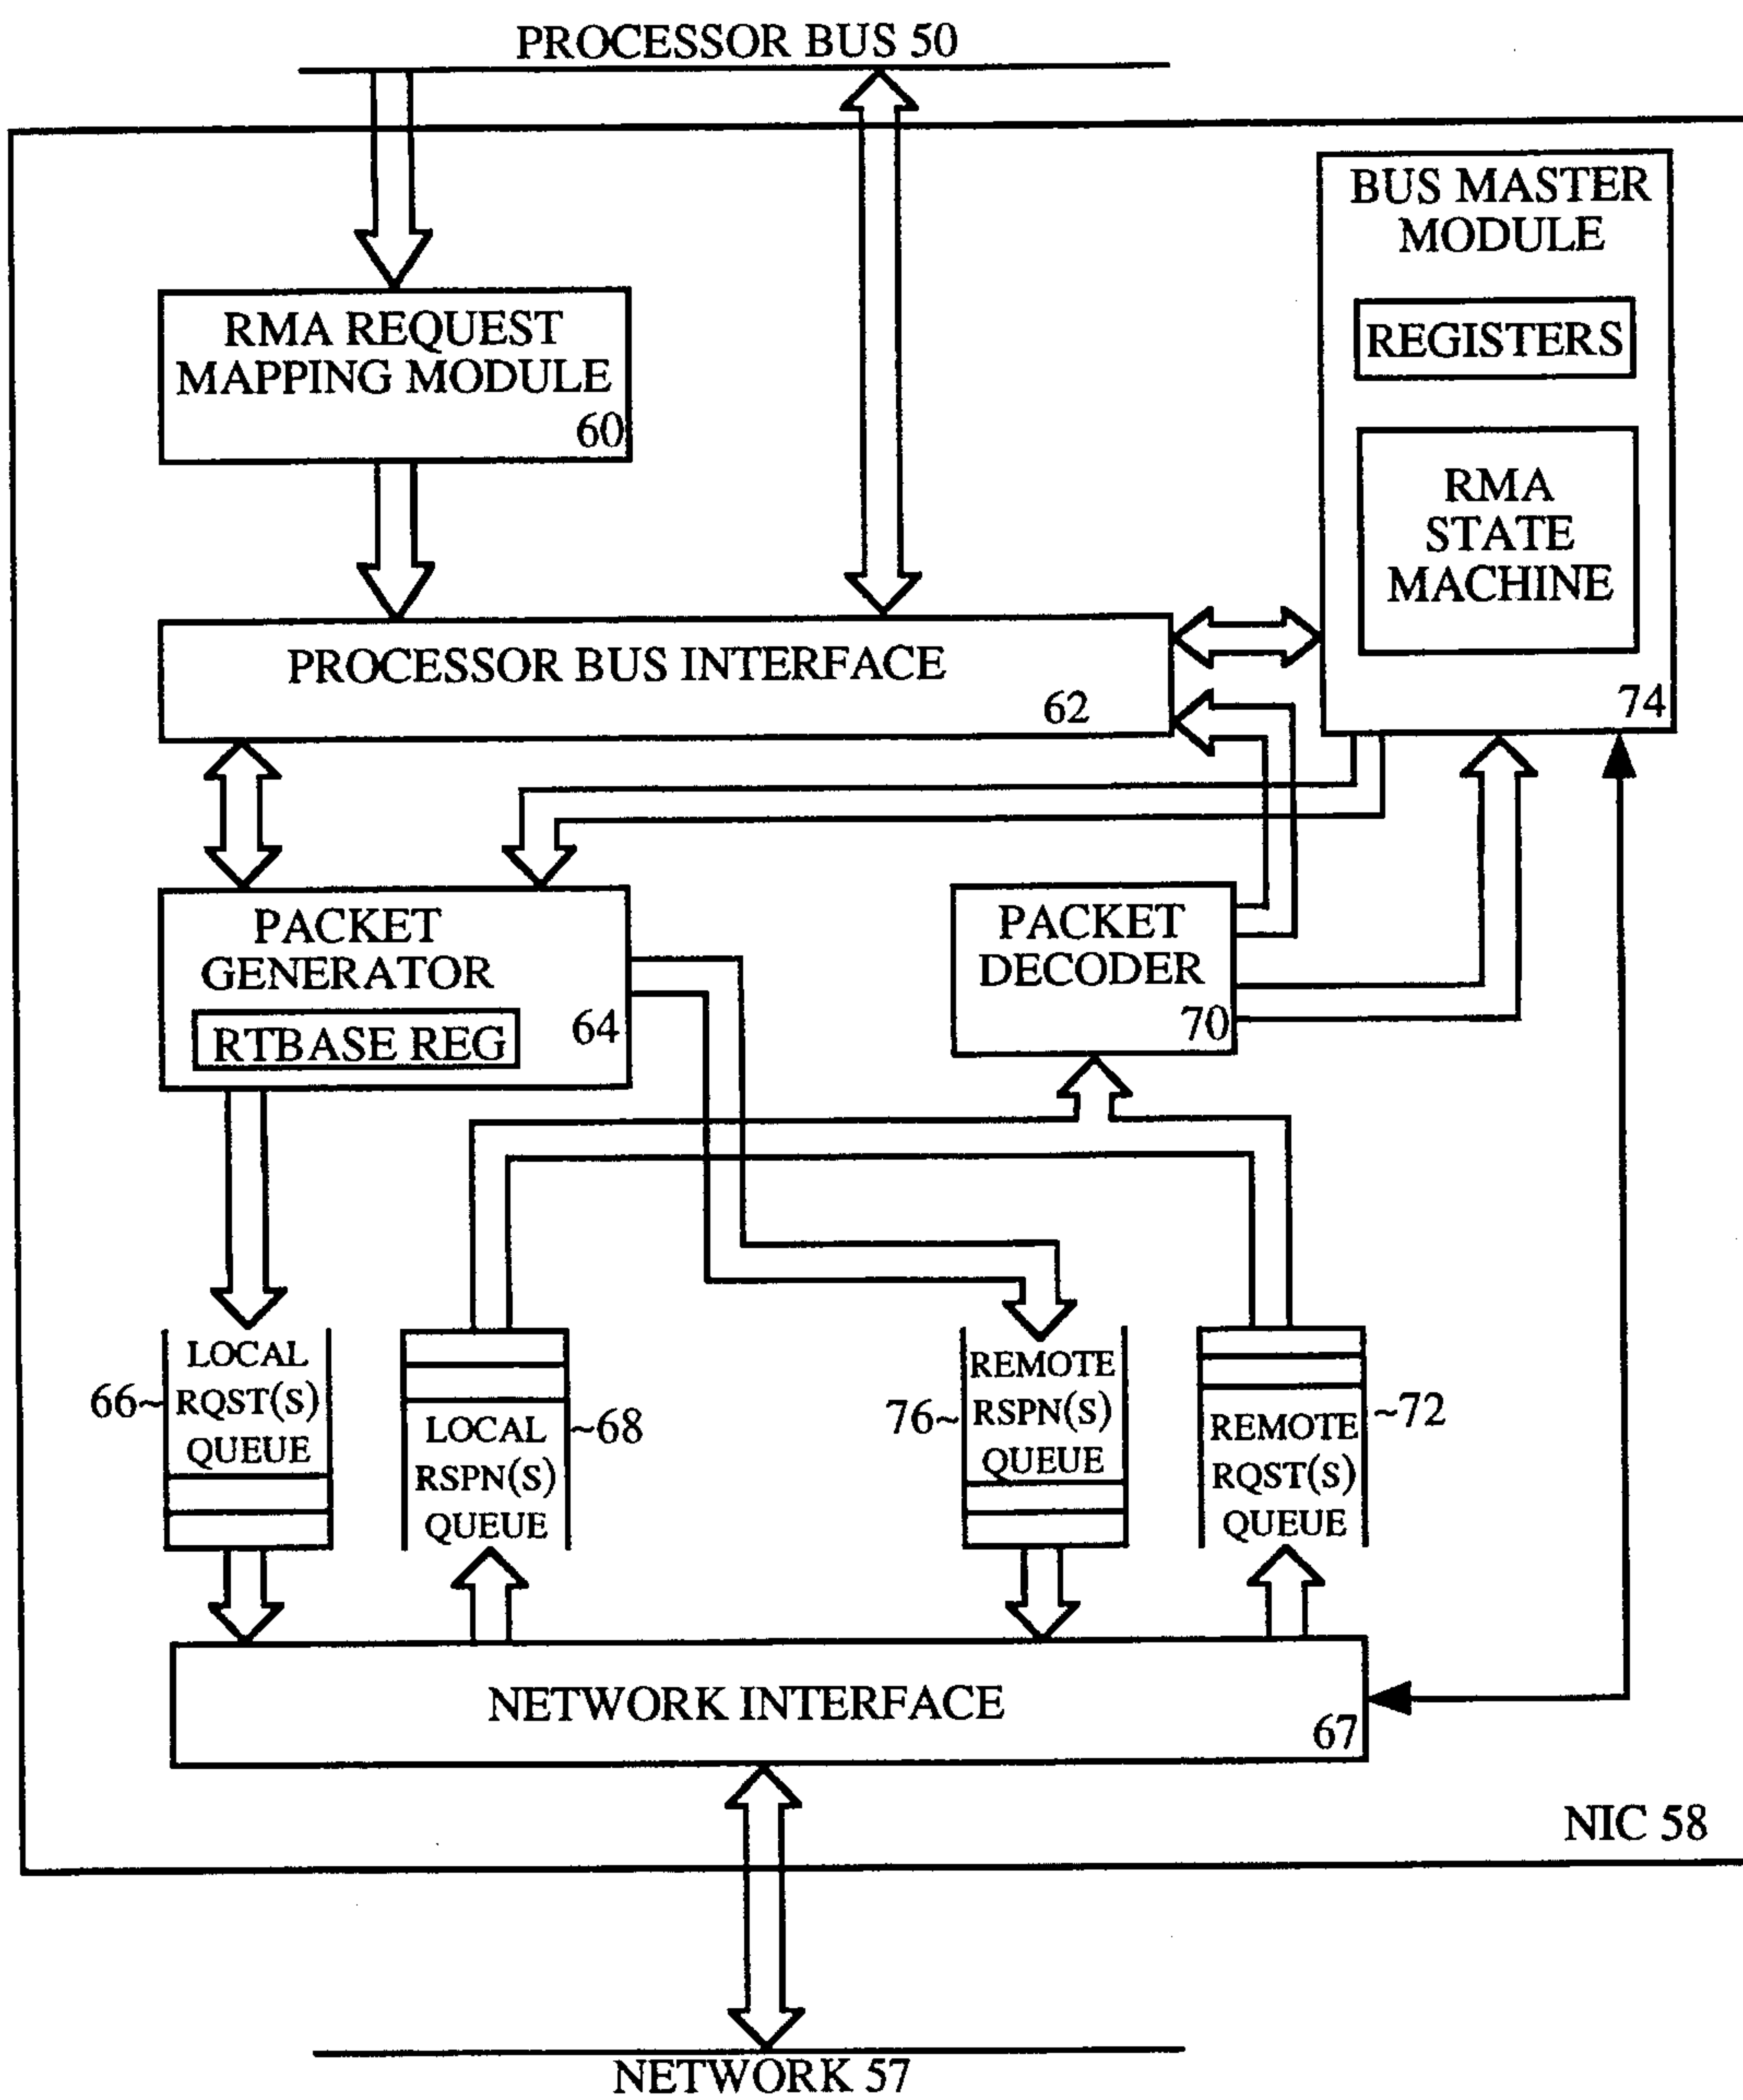 PROCESSOR BUS 50
BUS MASTER
MODULE
REGISTERS
RMA
STATE
MACHINE
74
RMA REQUEST
MAPPING MODULE
60
PROCESSOR BUS INTERFACE
62
PACKET
GENERATOR
64
RTBASE REG
PACKET
DECODER
70
66~
LOCAL
RQST(S)
QUEUE
LOCAL
RSPN(S)
QUEUE
~68
76~
REMOTE
RSPN(S)
QUEUE
REMOTE
RQST(S)
QUEUE
~72
NETWORK INTERFACE
67
NIC 58
NETWORK 57